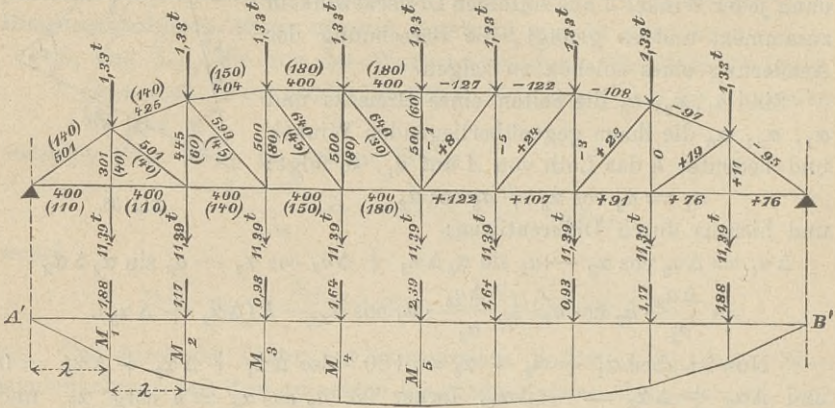 1,33t 1,33t 1,33t 1,33t 1,33t 1,33t 1,33t 1,33t 1,33t
(140) 501
(140) 425
(150) 404
(180) 400
(180) 400
-127 -122 -108 -97 -95
301 (40)
501 (40)
445 (60)
599 (45)
500 (80)
640 (45)
500 (80)
640 (30)
500 (60)
-1 +8 -5 +24 -3 +23 +19 +11
400 (110)
400 (110)
400 (140)
400 (150)
400 (180)
+122 +107 +91 +76 +76
11,39t 11,39t 11,39t 11,39t 11,39t 11,39t 11,39t 11,39t 11,39t
1,88 1,17 0,98 1,64 2,39 1,64 0,93 1,17 1,88
A' B'
M1 M2 M3 M4 M5
λ λ